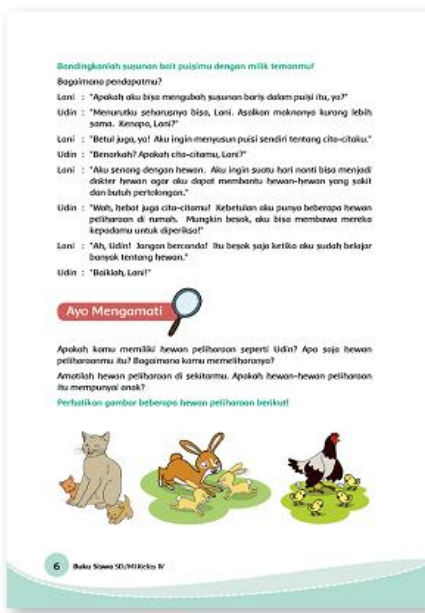 Bandingkanlah susunan bait puisimu dengan milik temanmu!
Bagaimana pendapatmu?
Lani : "Apakah aku bisa mengubah susunan baris dalam puisi itu, ya?"
Udin : "Menurutku seharusnya bisa, Lani. Asalkan maknanya kurang lebih
sama. Kenapa, Lani?"
Lani : "Betul juga, ya! Aku ingin menyusun puisi sendiri tentang cita-citaku."
Udin : "Benarkah? Apakah cita-citamu, Lani?"
Lani : "Aku senang dengan hewan. Aku ingin suatu hari nanti bisa menjadi
dokter hewan agar aku dapat membantu hewan-hewan yang sakit
dan butuh pertolongan."
Udin : "Wah, hebat juga cita-citamu! Kebetulan aku punya beberapa hewan
peliharaan di rumah. Mungkin besok, aku bisa membawa mereka
kepadamu untuk diperiksa!"
Lani : "Ah, Udin! Jangan bercanda! Itu besok saja ketika aku sudah belajar
banyak tentang hewan."
Udin : "Baiklah, Lani!"
Ayo Mengamati
Apakah kamu memiliki hewan peliharaan seperti Udin? Apa saja hewan
peliharaanmu itu? Bagaimana kamu memeliharanya?
Amatilah hewan peliharaan di sekitarmu. Apakah hewan-hewan peliharaan
itu mempunyai anak?
Perhatikan gambar beberapa hewan peliharaan berikut!
6 Buku Siswa SD/MI Kelas IV